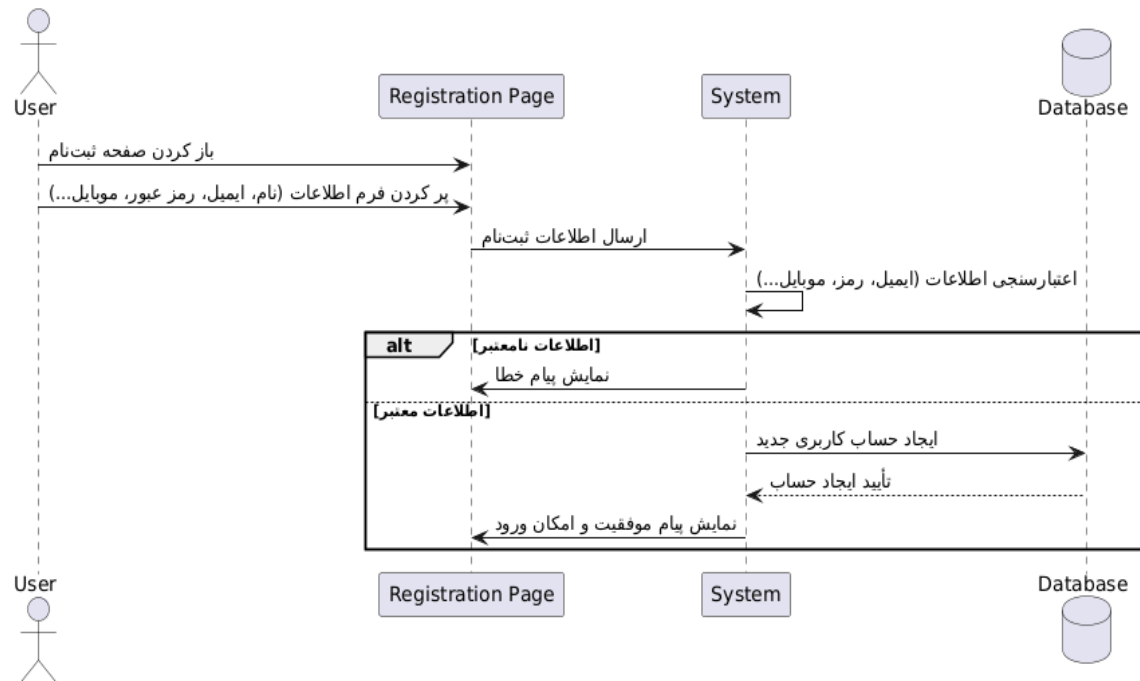 User
Registration Page
System
Database
باز کردن صفحه ثبت‌نام
پر کردن فرم اطلاعات (نام، ایمیل، رمز عبور، موبایل...)
ارسال اطلاعات ثبت‌نام
اعتبارسنجی اطلاعات (ایمیل، رمز، موبایل...)
alt
[اطلاعات نامعتبر]
نمایش پیام خطا
[اطلاعات معتبر]
ایجاد حساب کاربری جدید
تأیید ایجاد حساب
نمایش پیام موفقیت و امکان ورود
User
Registration Page
System
Database